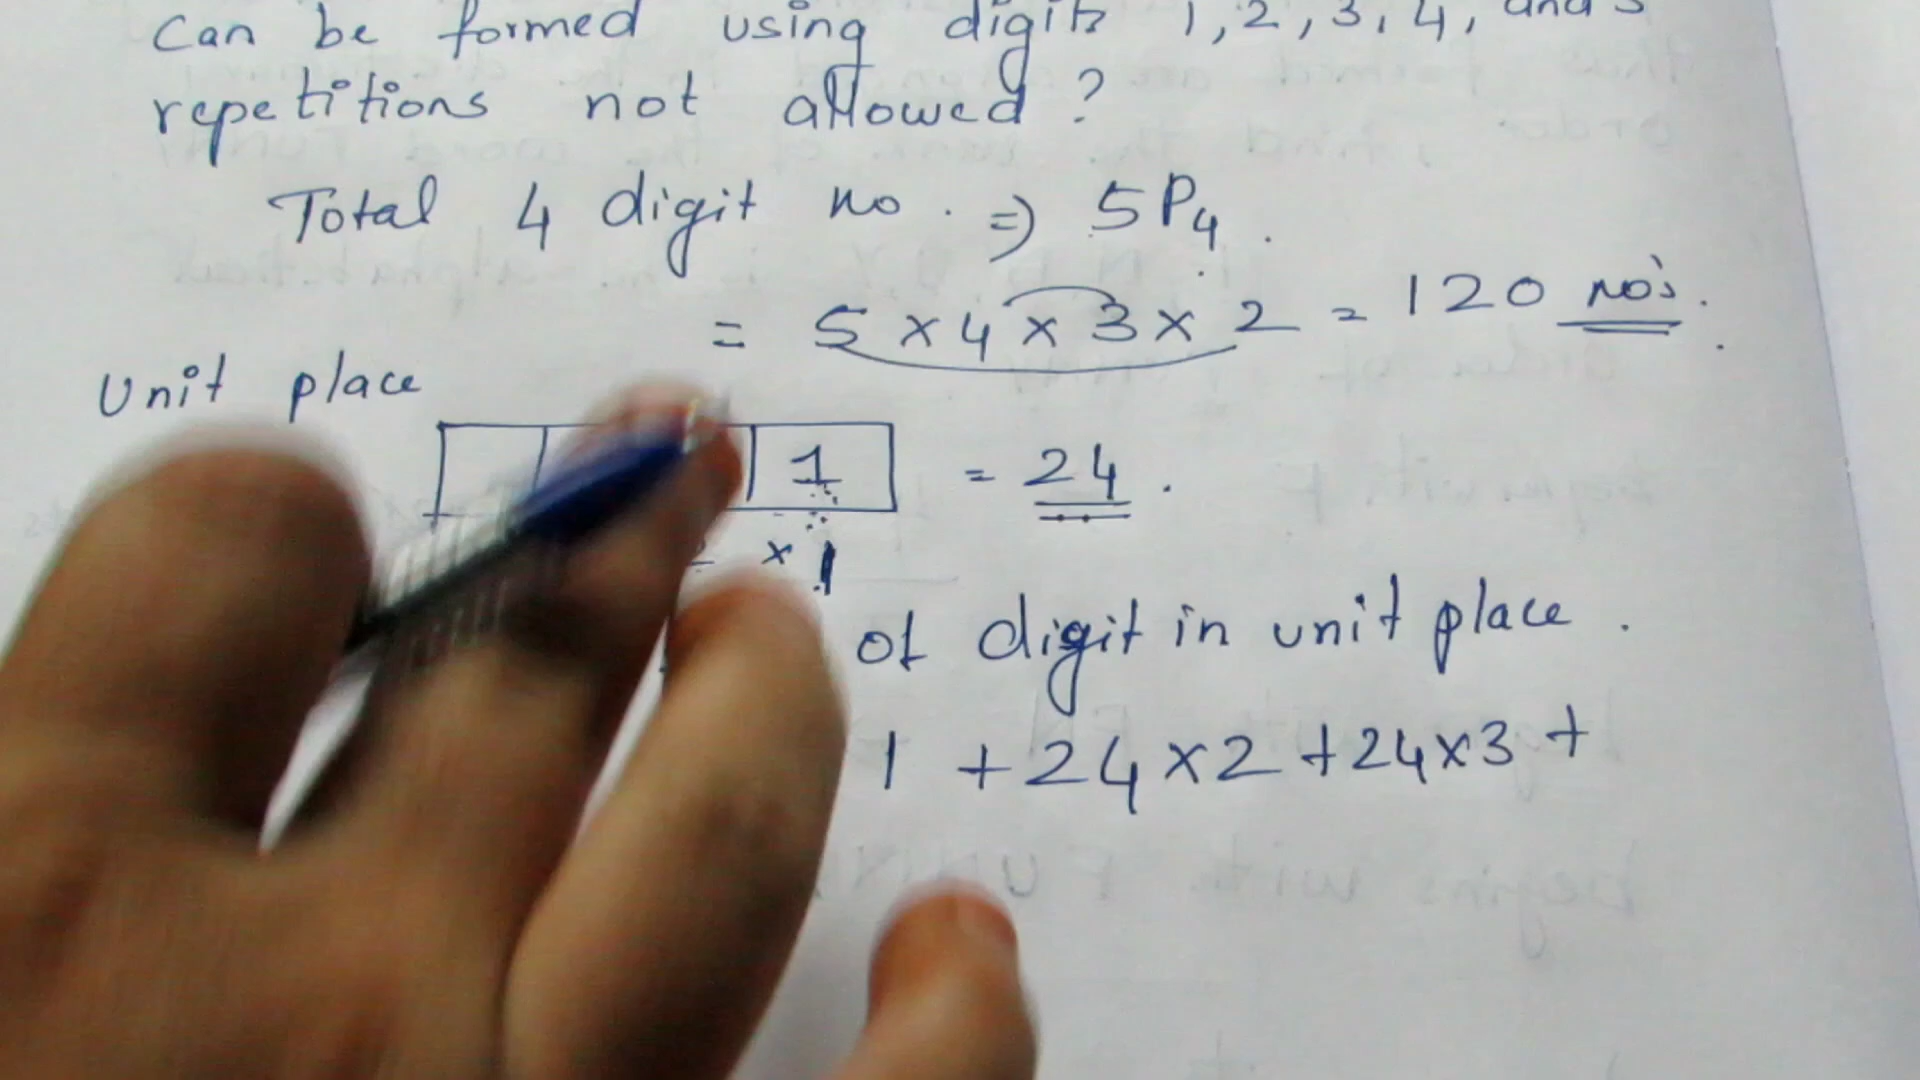 Can be formed using digits 1, 2, 3, 4, and 5
repetitions not allowed ?
Total 4 digit no. => 5P4.
= 5 x 4 x 3 x 2 = 120 no's.
Unit place
1 = 24.
x 1
of digit in unit place.
1 + 24 x 2 + 24 x 3 +